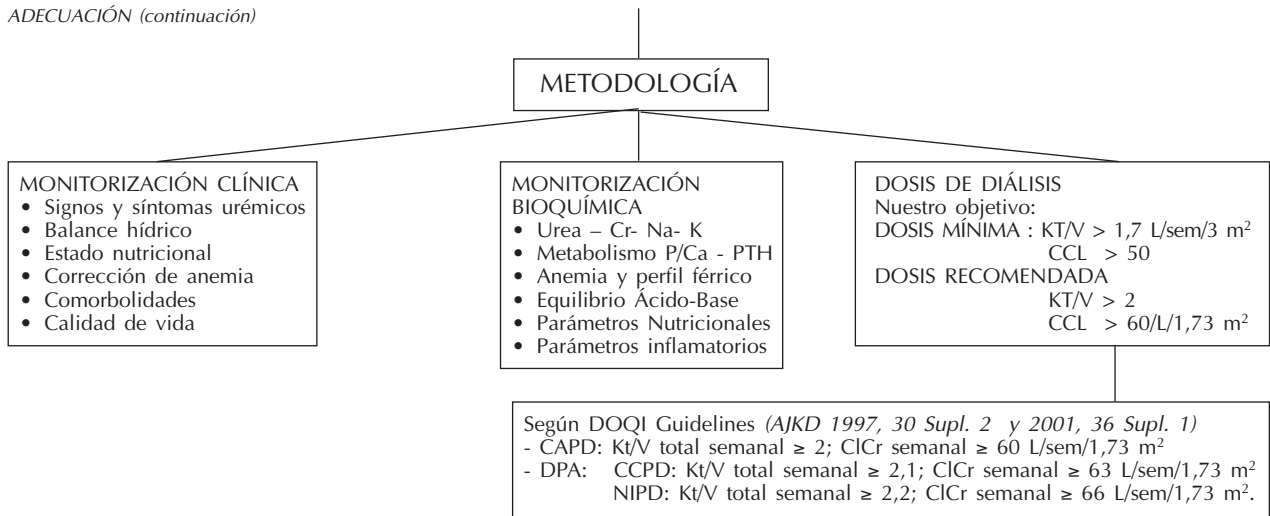 ADECUACIÓN (continuación)
METODOLOGÍA
MONITORIZACIÓN CLÍNICA
• Signos y síntomas urémicos
• Balance hídrico
• Estado nutricional
• Corrección de anemia
• Comorbolidades
• Calidad de vida
MONITORIZACIÓN
BIOQUÍMICA
• Urea – Cr- Na- K
• Metabolismo P/Ca - PTH
• Anemia y perfil férrico
• Equilibrio Ácido-Base
• Parámetros Nutricionales
• Parámetros inflamatorios
DOSIS DE DIÁLISIS
Nuestro objetivo:
DOSIS MÍNIMA : KT/V > 1,7 L/sem/3 m²
CCL > 50
DOSIS RECOMENDADA
KT/V > 2
CCL > 60/L/1,73 m²
Según DOQI Guidelines (AJKD 1997, 30 Supl. 2 y 2001, 36 Supl. 1)
- CAPD: Kt/V total semanal ≥ 2; ClCr semanal ≥ 60 L/sem/1,73 m²
- DPA: CCPD: Kt/V total semanal ≥ 2,1; ClCr semanal ≥ 63 L/sem/1,73 m²
NIPD: Kt/V total semanal ≥ 2,2; ClCr semanal ≥ 66 L/sem/1,73 m².